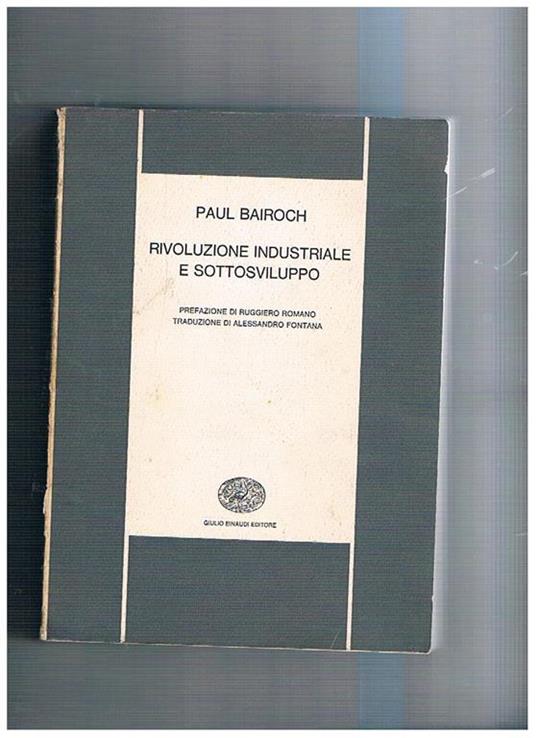 PAUL BAIROCH
RIVOLUZIONE INDUSTRIALE
E SOTTOSVILUPPO
PREFAZIONE DI RUGGIERO ROMANO
TRADUZIONE DI ALESSANDRO FONTANA
GIULIO EINAUDI EDITORE